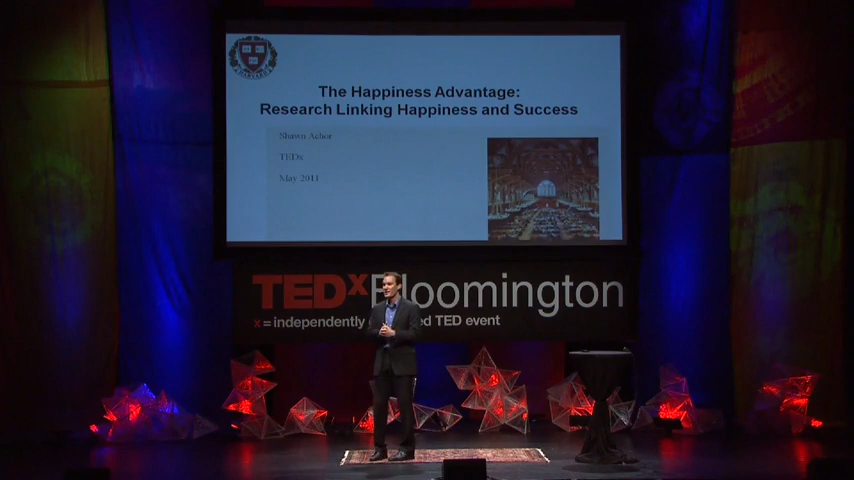 The Happiness Advantage:
Research Linking Happiness and Success
Shawn Achor
TEDx
May 2011
TEDxBloomington
x = independently ed TED event